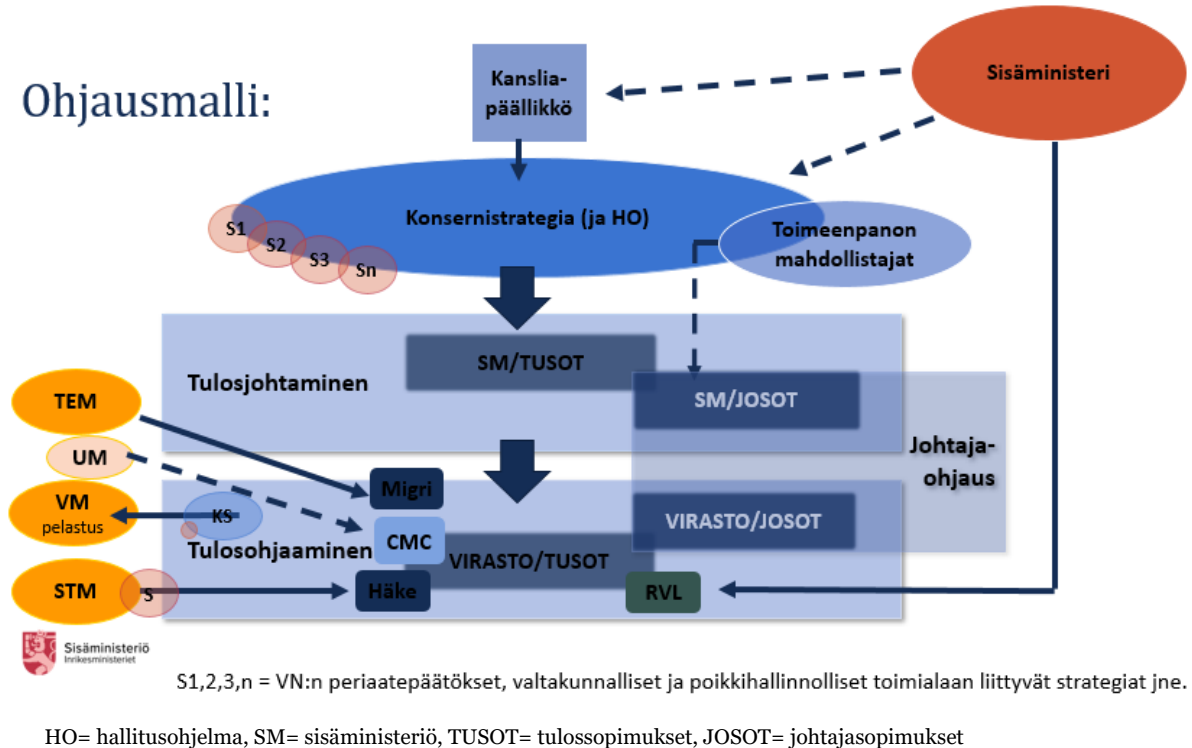 Ohjausmalli:
Kanslia-
päällikkö
Sisäministeri
Konsernistrategia (ja HO)
Toimeenpanon
mahdollistajat
S1
S2
S3
Sn
Tulosjohtaminen
SM/TUSOT
SM/JOSOT
Johtaja-
ohjaus
TEM
UM
VM
pelastus
KS
STM
S
Migri
CMC
Häke
Tulosohjaaminen
VIRASTO/TUSOT
VIRASTO/JOSOT
RVL
Sisäministeriö
Inrikesministeriet
S1,2,3,n = VN:n periaatepäätökset, valtakunnalliset ja poikkihallinnolliset toimialaan liittyvät strategiat jne.
HO= hallitusohjelma, SM= sisäministeriö, TUSOT= tulossopimukset, JOSOT= johtajasopimukset